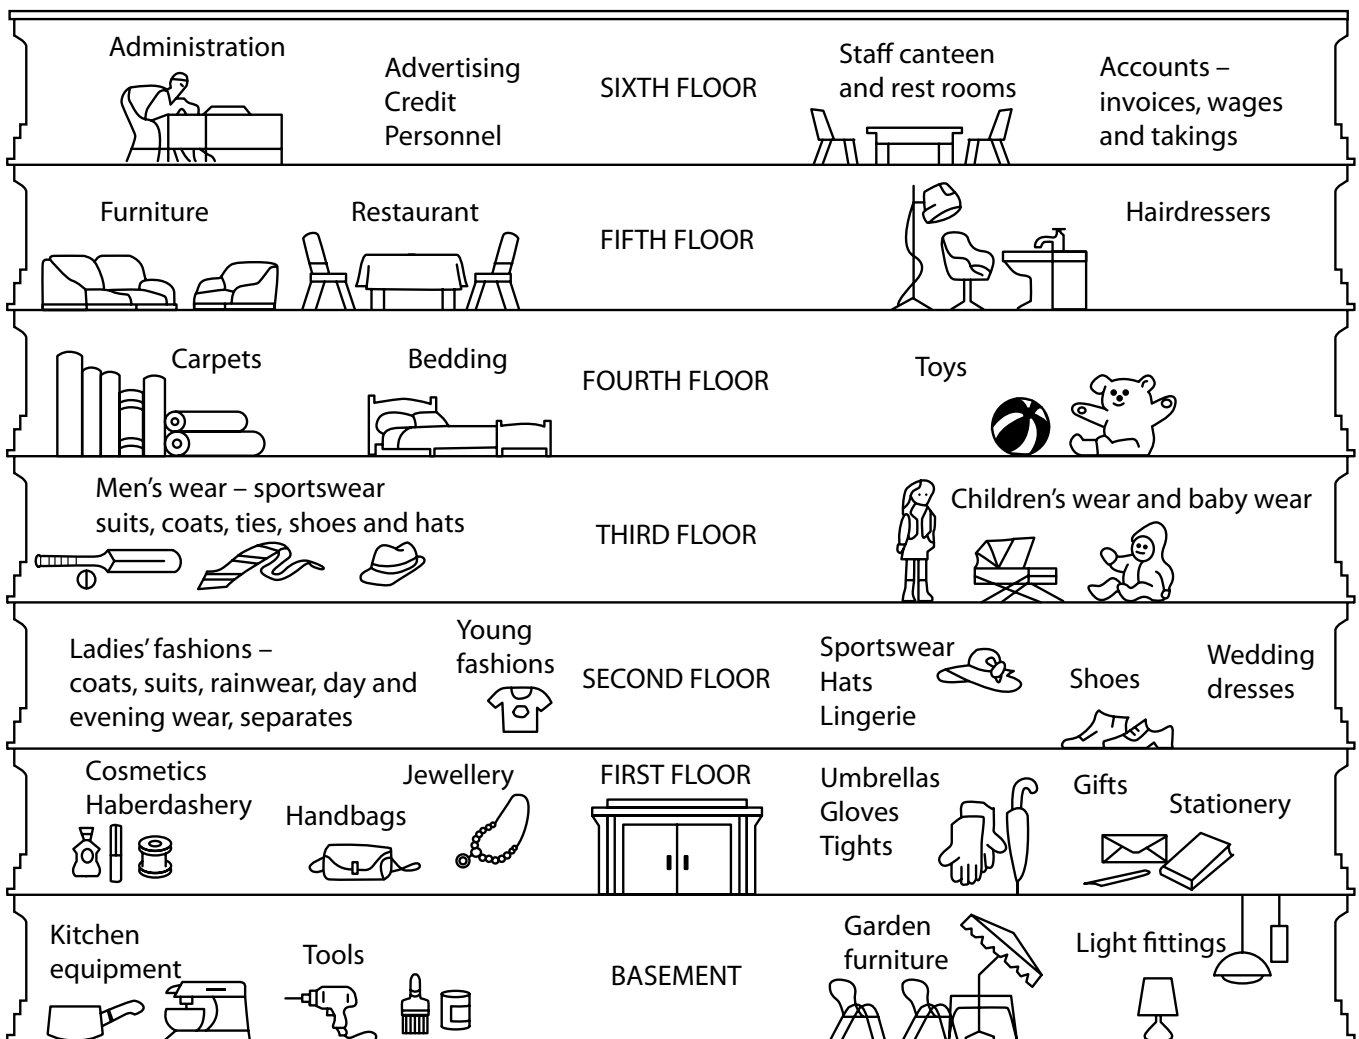 Administration
Advertising
Credit
Personnel
SIXTH FLOOR
Staff canteen
and rest rooms
Accounts –
invoices, wages
and takings
Furniture
Restaurant
FIFTH FLOOR
Hairdressers
Carpets
Bedding
FOURTH FLOOR
Toys
Men’s wear – sportswear
suits, coats, ties, shoes and hats
THIRD FLOOR
Children’s wear and baby wear
Ladies’ fashions –
coats, suits, rainwear, day and
evening wear, separates
Young
fashions
SECOND FLOOR
Sportswear
Hats
Lingerie
Shoes
Wedding
dresses
Cosmetics
Haberdashery
Handbags
Jewellery
FIRST FLOOR
Umbrellas
Gloves
Tights
Gifts
Stationery
Kitchen
equipment
Tools
BASEMENT
Garden
furniture
Light fittings